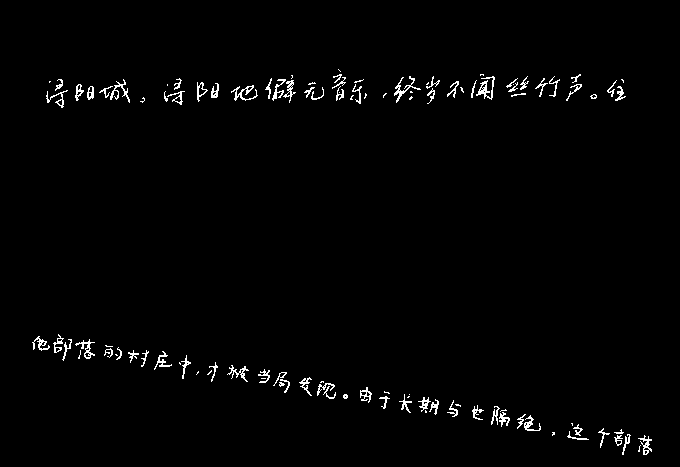 浔阳城。浔阳地僻无音乐，终岁不闻丝竹声。住
他部落的村庄中，才被当局发现。由于长期与世隔绝，这个部落